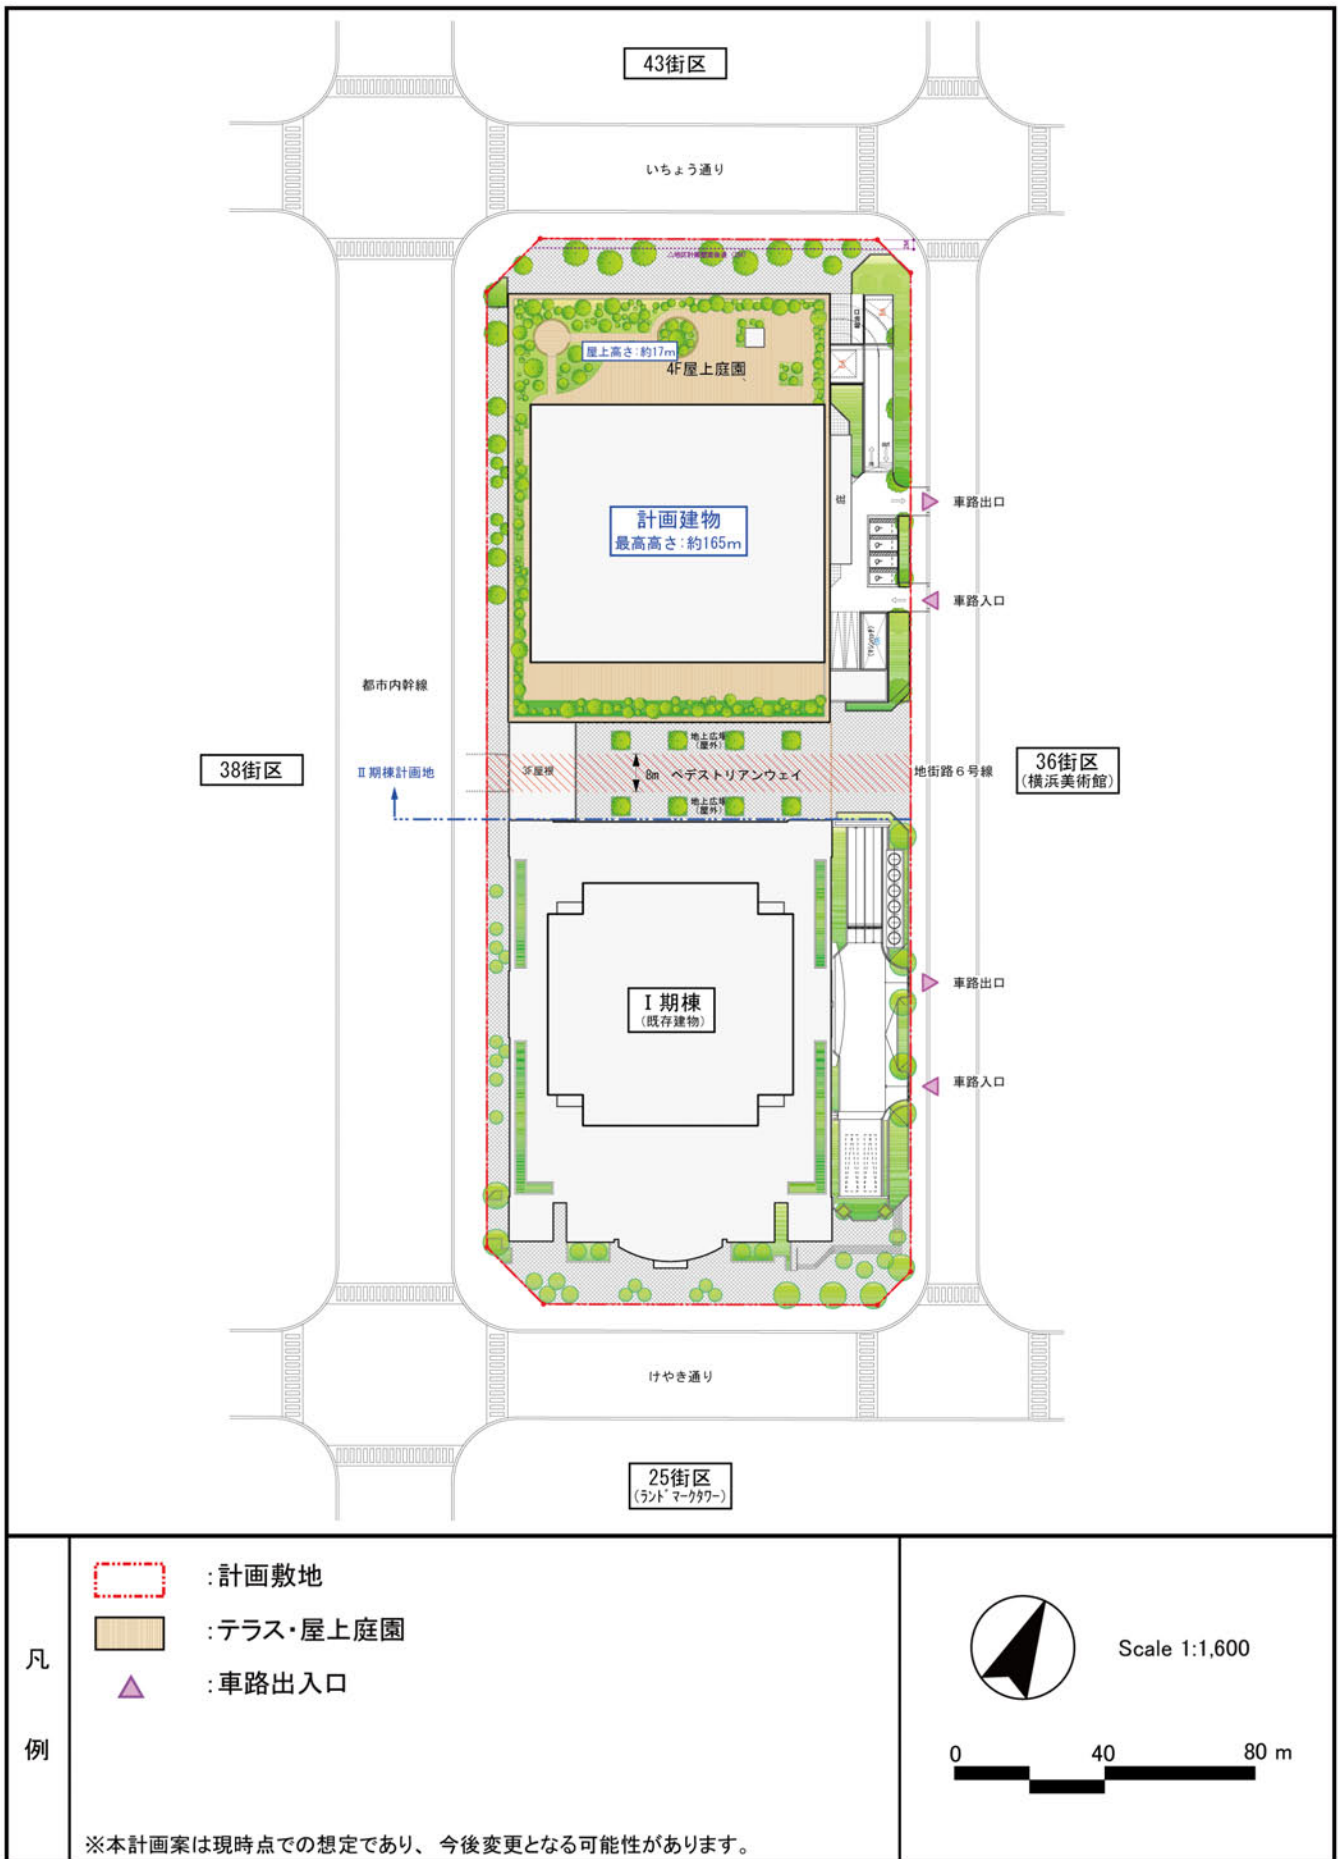 43街区
いちょう通り
屋上高さ:約17m
4F屋上庭園
計画建物
最高高さ:約165m
庇
車路出口
車路入口
都市内幹線
38街区
Ⅱ期棟計画地
3F屋根
地上広場
(屋外)
8m ペデストリアンウェイ
地上広場
(屋外)
地街路6号線
36街区
(横浜美術館)
Ⅰ期棟
(既存建物)
車路出口
車路入口
けやき通り
25街区
(ランドマークタワー)
凡例
:計画敷地
:テラス・屋上庭園
:車路出入口
※本計画案は現時点での想定であり、今後変更となる可能性があります。
Scale 1:1,600
0 40 80 m